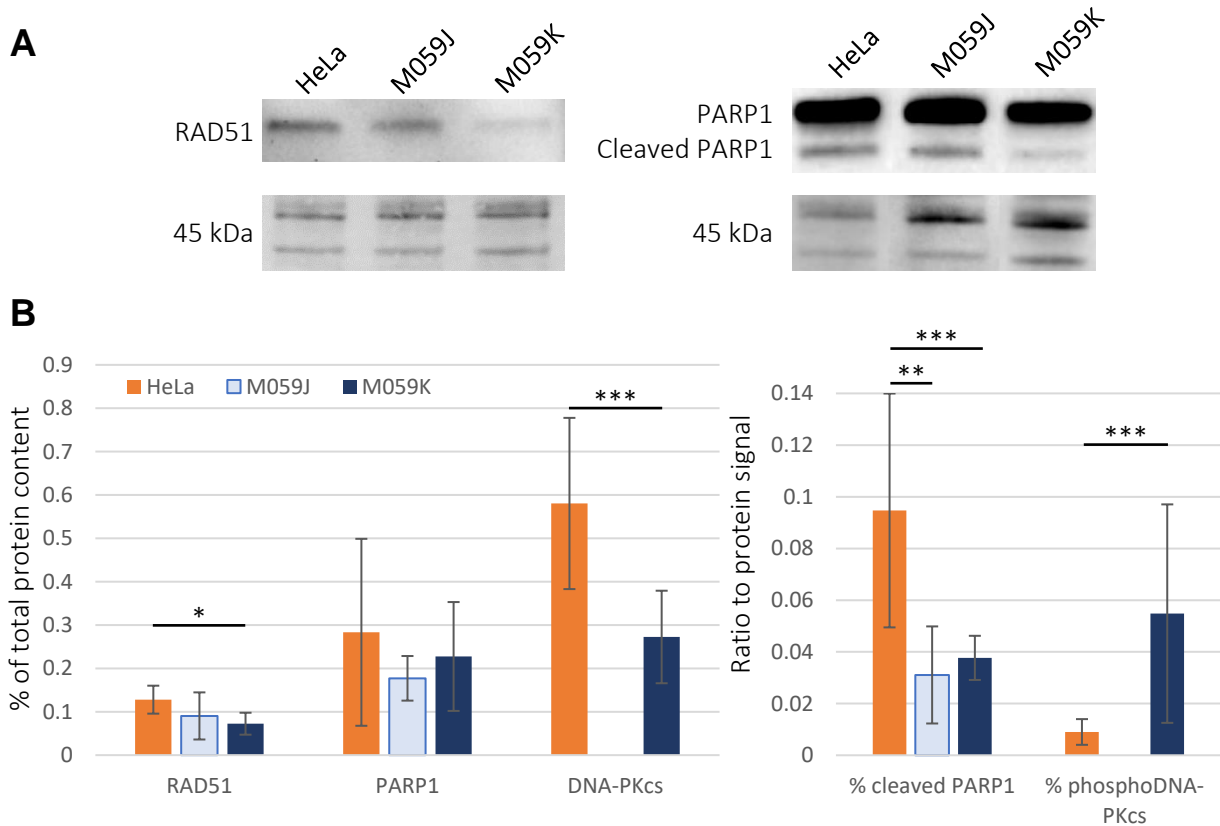 A
HeLa
M059J
M059K
RAD51
45 kDa
HeLa
M059J
M059K
PARP1
Cleaved PARP1
45 kDa
B
% of total protein content
0.9
0.8
0.7
0.6
0.5
0.4
0.3
0.2
0.1
0
HeLa M059J M059K
*
***
RAD51 PARP1 DNA-PKcs
Ratio to protein signal
0.14
0.12
0.1
0.08
0.06
0.04
0.02
0
***
**
***
% cleaved PARP1 % phosphoDNA-
PKcs